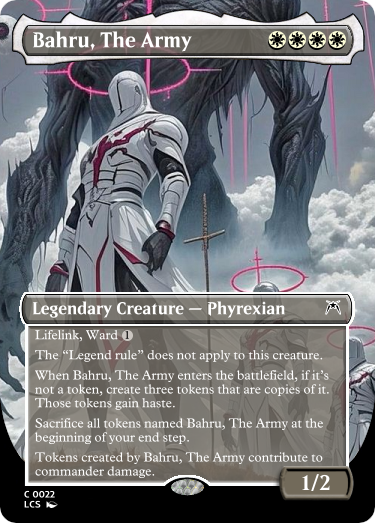 Bahru, The Army
Legendary Creature — Phyrexian
Lifelink, Ward 1
The “Legend rule” does not apply to this creature.
When Bahru, The Army enters the battlefield, if it’s
not a token, create three tokens that are copies of it.
Those tokens gain haste.
Sacrifice all tokens named Bahru, The Army at the
beginning of your end step.
Tokens created by Bahru, The Army contribute to
commander damage.
1/2
C 0022
LCS